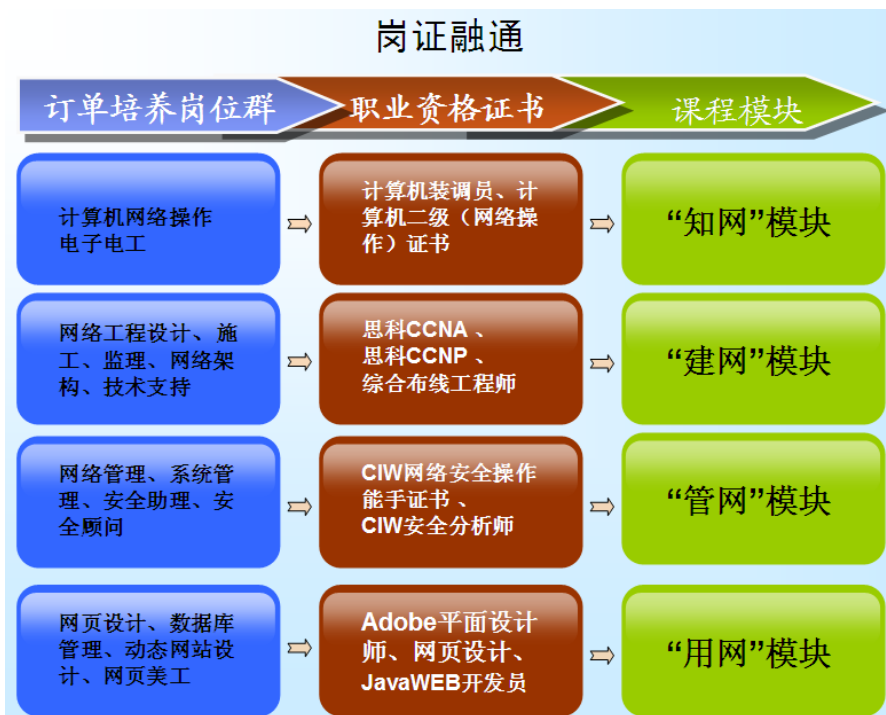 岗证融通
订单培养岗位群
职业资格证书
课程模块
计算机网络操作
电子电工
计算机装调员、计
算机二级（网络操
作）证书
“知网”模块
网络工程设计、施
工、监理、网络架
构、技术支持
思科CCNA 、
思科CCNP 、
综合布线工程师
“建网”模块
网络管理、系统管
理、安全助理、安
全顾问
CIW网络安全操作
能手证书 、
CIW安全分析师
“管网”模块
网页设计、数据库
管理、动态网站设
计、网页美工
Adobe平面设计
师、网页设计、
JavaWEB开发员
“用网”模块